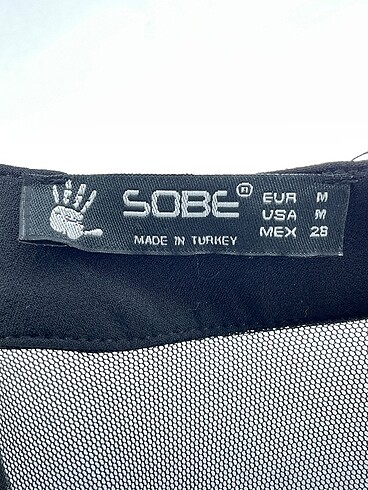 SOBE ®
EUR M
USA M
MEX 28
MADE IN TURKEY